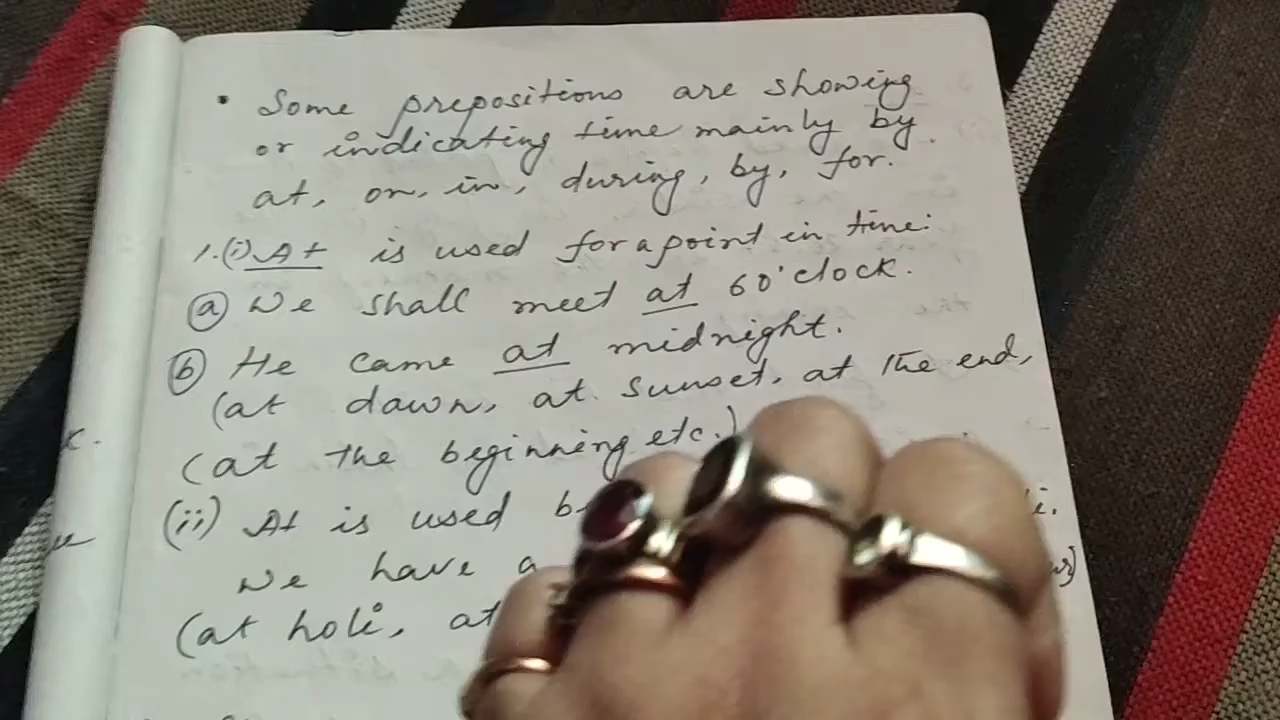 • Some prepositions are showing
or indicating time mainly by
at, on, in, during, by, for.
1.(i) At is used for a point in time:
(a) We shall meet at 6 o'clock.
(b) He came at midnight.
(at dawn, at sunset, at the end,
(at the beginning etc.)
(ii) At is used
We have a
(at holi, at